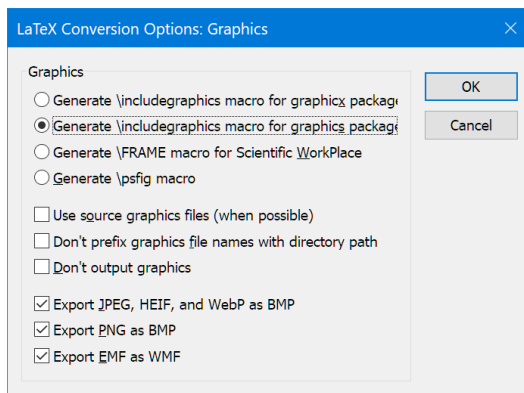 LaTeX Conversion Options: Graphics
Graphics
Generate \includegraphics macro for graphicx package
OK
Generate \includegraphics macro for graphics package
Cancel
Generate \FRAME macro for Scientific WorkPlace
Generate \psfig macro
Use source graphics files (when possible)
Don't prefix graphics file names with directory path
Don't output graphics
Export JPEG, HEIF, and WebP as BMP
Export PNG as BMP
Export EMF as WMF